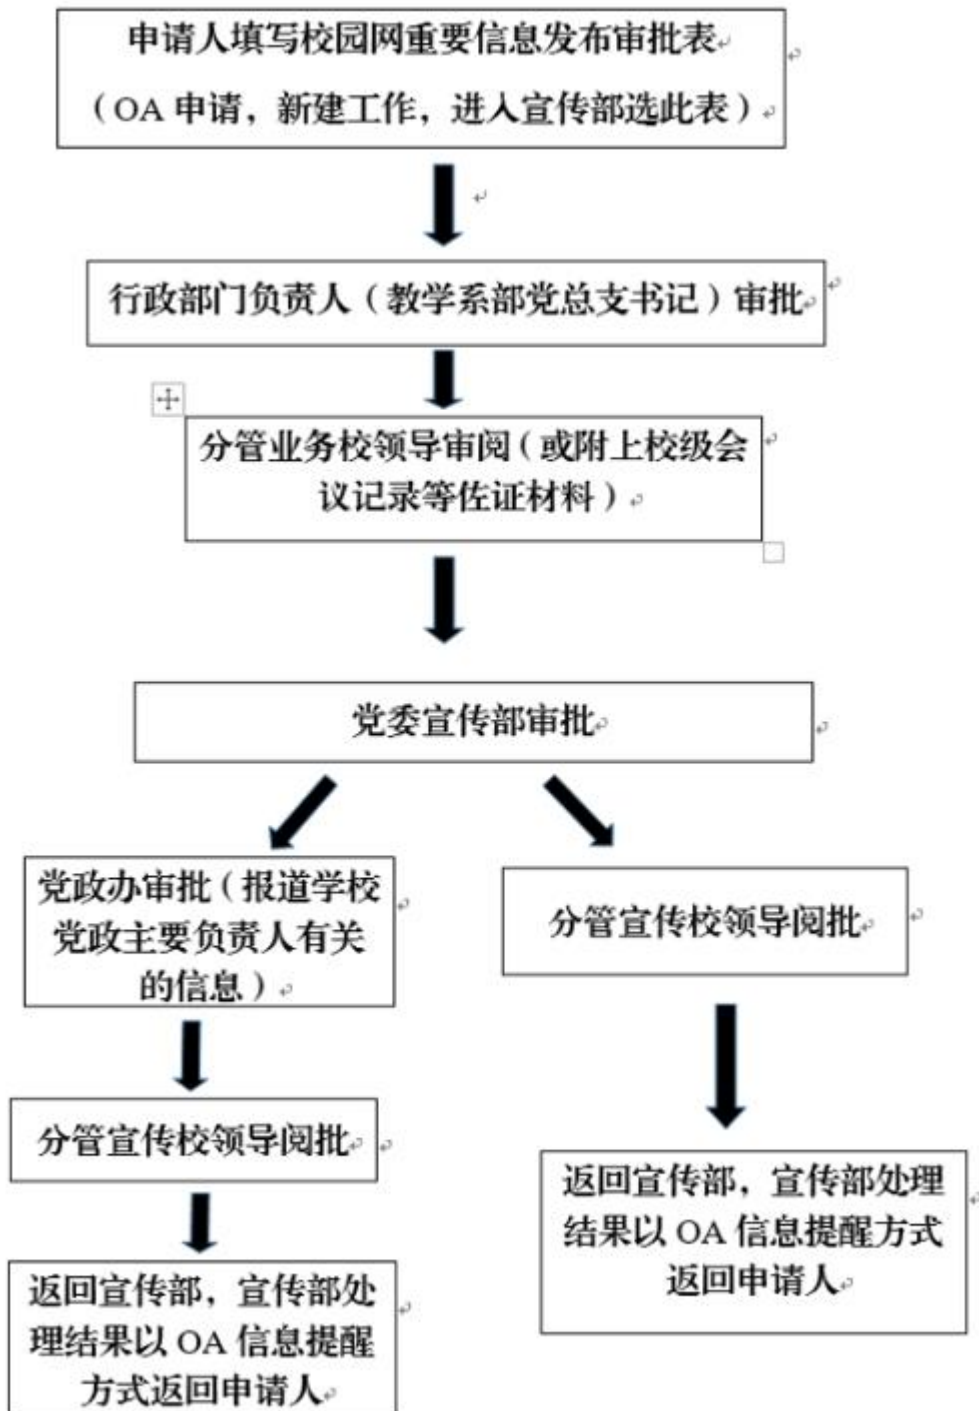 申请人填写校园网重要信息发布审批表
（OA 申请，新建工作，进入宣传部选此表）
行政部门负责人（教学系部党总支书记）审批
分管业务校领导审阅（或附上校级会
议记录等佐证材料）
党委宣传部审批
党政办审批（报道学校
党政主要负责人有关
的信息）
分管宣传校领导阅批
返回宣传部，宣传部处
理结果以 OA 信息提醒
方式返回申请人
分管宣传校领导阅批
返回宣传部，宣传部处理
结果以 OA 信息提醒方式
返回申请人